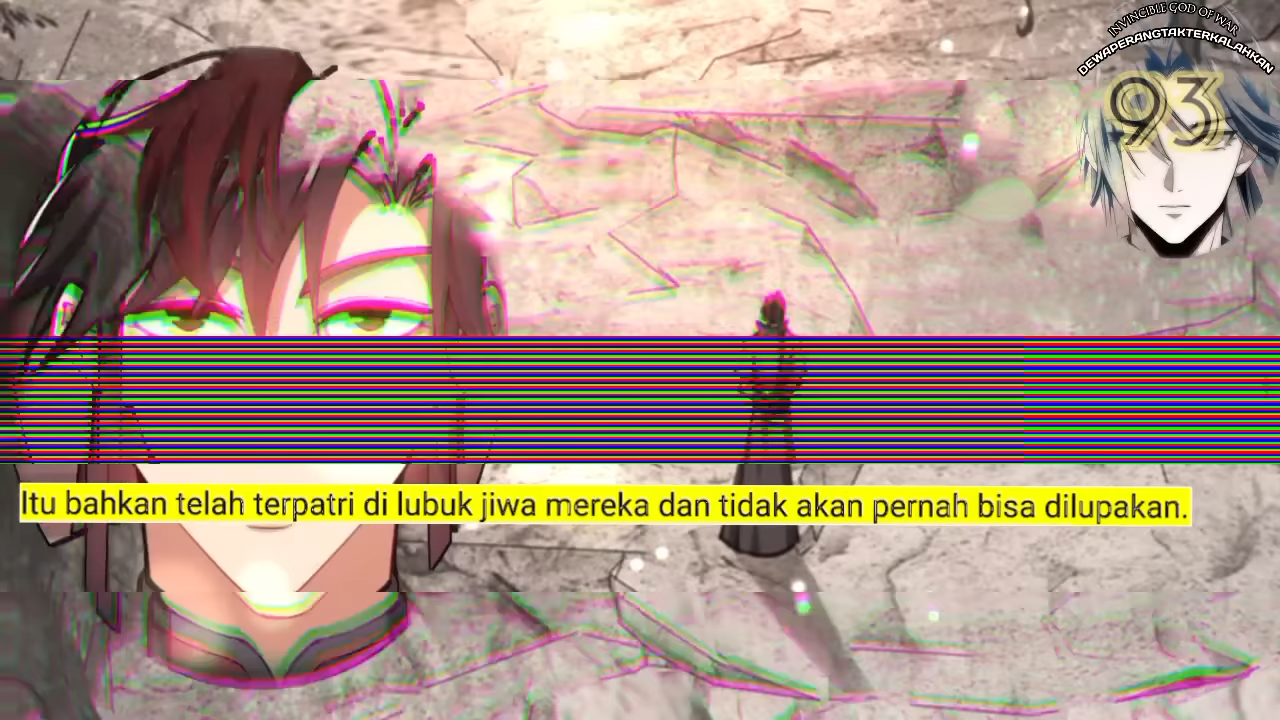 INVINCIBLE GOD OF WAR
DEWAPERANGTAKTERKALAHKAN
93
Itu bahkan telah terpatri di lubuk jiwa mereka dan tidak akan pernah bisa dilupakan.